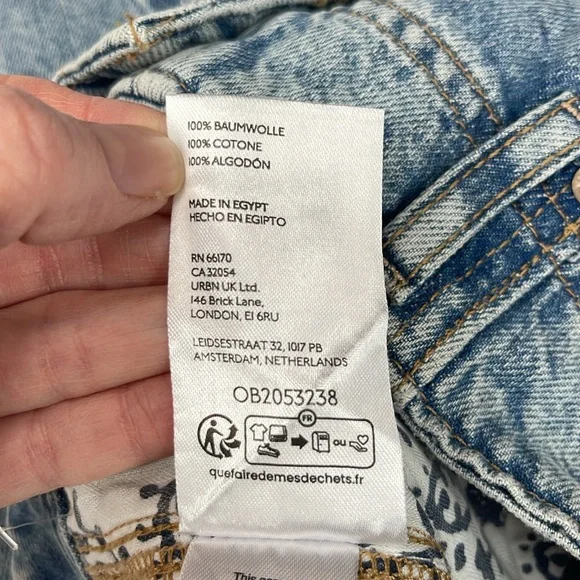 100% BAUMWOLLE
100% COTONE
100% ALGODÓN
MADE IN EGYPT
HECHO EN EGIPTO
RN 66170
CA 32054
URBN UK Ltd.
146 Brick Lane,
LONDON, E1 6RU
LEIDSESTRAAT 32, 1017 PB
AMSTERDAM, NETHERLANDS
OB2053238
FR
ou
quefairedemesdechets.fr
This